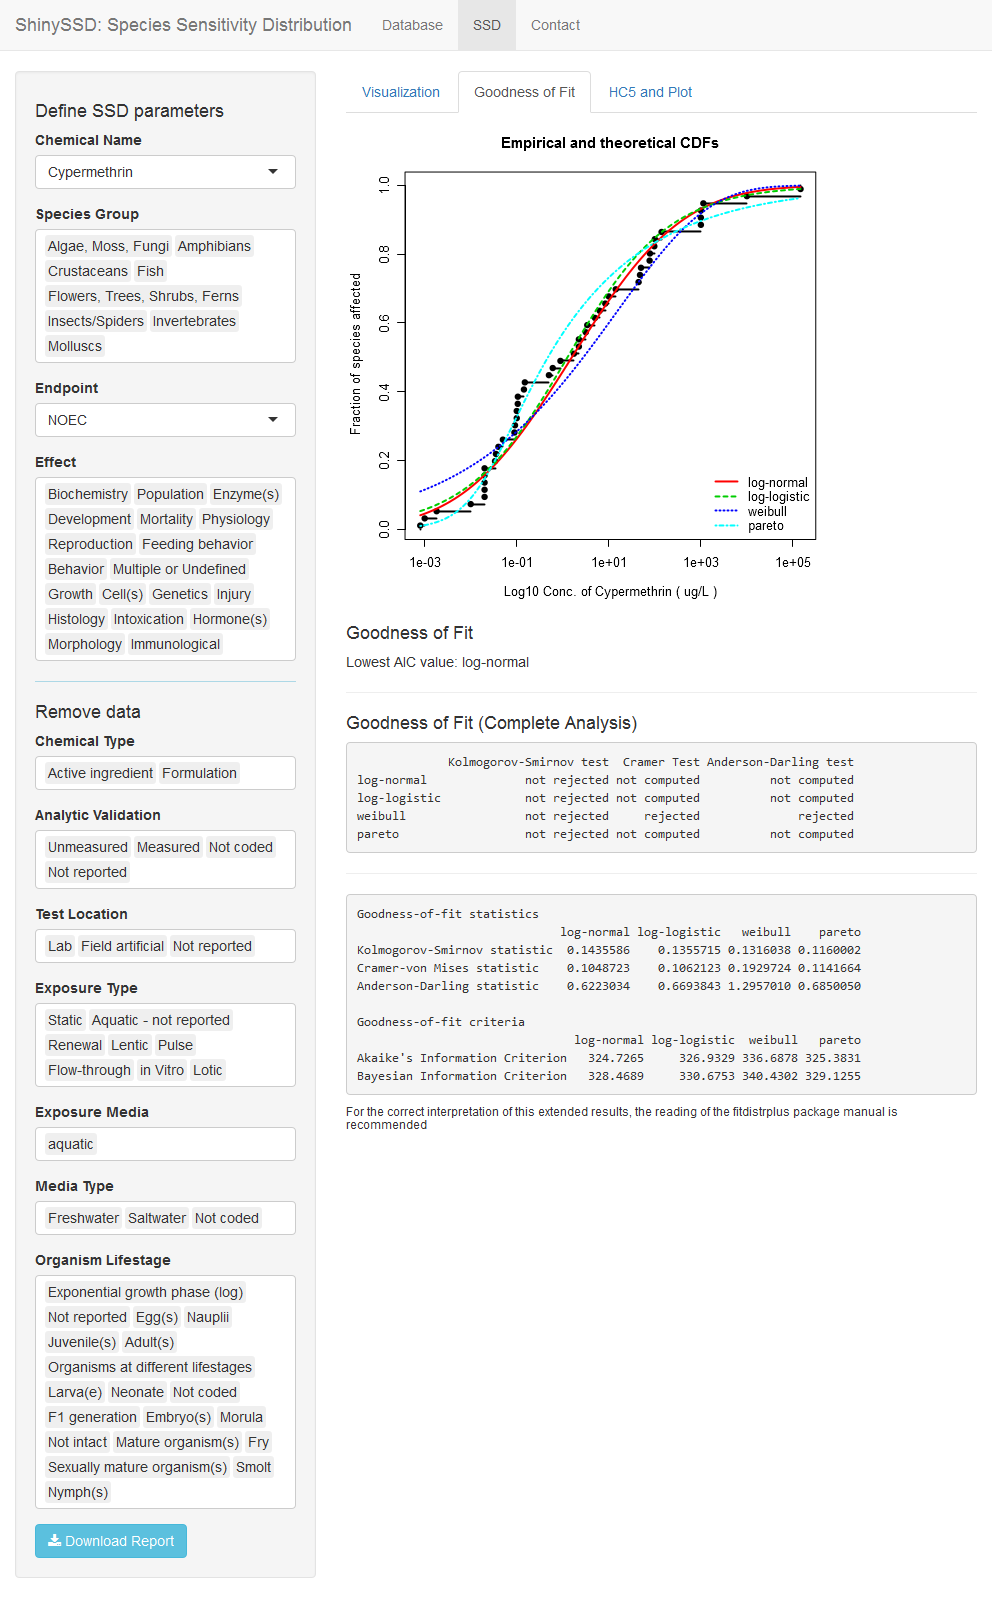 ShinySSD: Species Sensitivity Distribution Database SSD Contact
Define SSD parameters
Chemical Name
Cypermethrin
Species Group
Algae, Moss, Fungi Amphibians
Crustaceans Fish
Flowers, Trees, Shrubs, Ferns
Insects/Spiders Invertebrates
Molluscs
Endpoint
NOEC
Effect
Biochemistry Population Enzyme(s)
Development Mortality Physiology
Reproduction Feeding behavior
Behavior Multiple or Undefined
Growth Cell(s) Genetics Injury
Histology Intoxication Hormone(s)
Morphology Immunological
Remove data
Chemical Type
Active ingredient Formulation
Analytic Validation
Unmeasured Measured Not coded
Not reported
Test Location
Lab Field artificial Not reported
Exposure Type
Static Aquatic - not reported
Renewal Lentic Pulse
Flow-through in Vitro Lotic
Exposure Media
aquatic
Media Type
Freshwater Saltwater Not coded
Organism Lifestage
Exponential growth phase (log)
Not reported Egg(s) Nauplii
Juvenile(s) Adult(s)
Organisms at different lifestages
Larva(e) Neonate Not coded
F1 generation Embryo(s) Morula
Not intact Mature organism(s) Fry
Sexually mature organism(s) Smolt
Nymph(s)
Download Report
Visualization Goodness of Fit HC5 and Plot
Empirical and theoretical CDFs
Fraction of species affected
1.0
0.8
0.6
0.4
0.2
0.0
log-normal
log-logistic
weibull
pareto
1e-03 1e-01 1e+01 1e+03 1e+05
Log10 Conc. of Cypermethrin ( ug/L )
Goodness of Fit
Lowest AIC value: log-normal
Goodness of Fit (Complete Analysis)
Kolmogorov-Smirnov test Cramer Test Anderson-Darling test
log-normal not rejected not computed not computed
log-logistic not rejected not computed not computed
weibull not rejected rejected rejected
pareto not rejected not computed not computed
Goodness-of-fit statistics
log-normal log-logistic weibull pareto
Kolmogorov-Smirnov statistic 0.1435586 0.1355715 0.1316038 0.1160002
Cramer-von Mises statistic 0.1048723 0.1062123 0.1929724 0.1141664
Anderson-Darling statistic 0.6223034 0.6693843 1.2957010 0.6850050
Goodness-of-fit criteria
log-normal log-logistic weibull pareto
Akaike's Information Criterion 324.7265 326.9329 336.6878 325.3831
Bayesian Information Criterion 328.4689 330.6753 340.4302 329.1255
For the correct interpretation of this extended results, the reading of the fitdistrplus package manual is
recommended